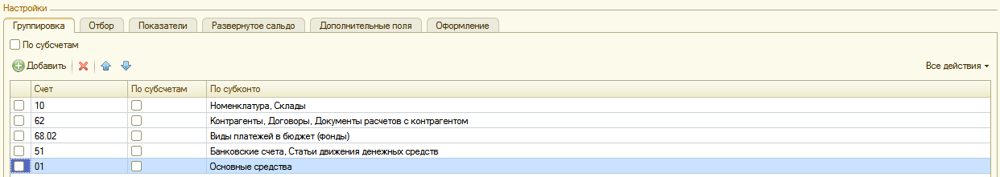 Настройки
Группировка Отбор Показатели Развернутое сальдо Дополнительные поля Оформление
По субсчетам
Добавить Все действия
Счет По субсчетам По субконто
10 Номенклатура, Склады
62 Контрагенты, Договоры, Документы расчетов с контрагентом
68.02 Виды платежей в бюджет (фонды)
51 Банковские счета, Статьи движения денежных средств
01 Основные средства